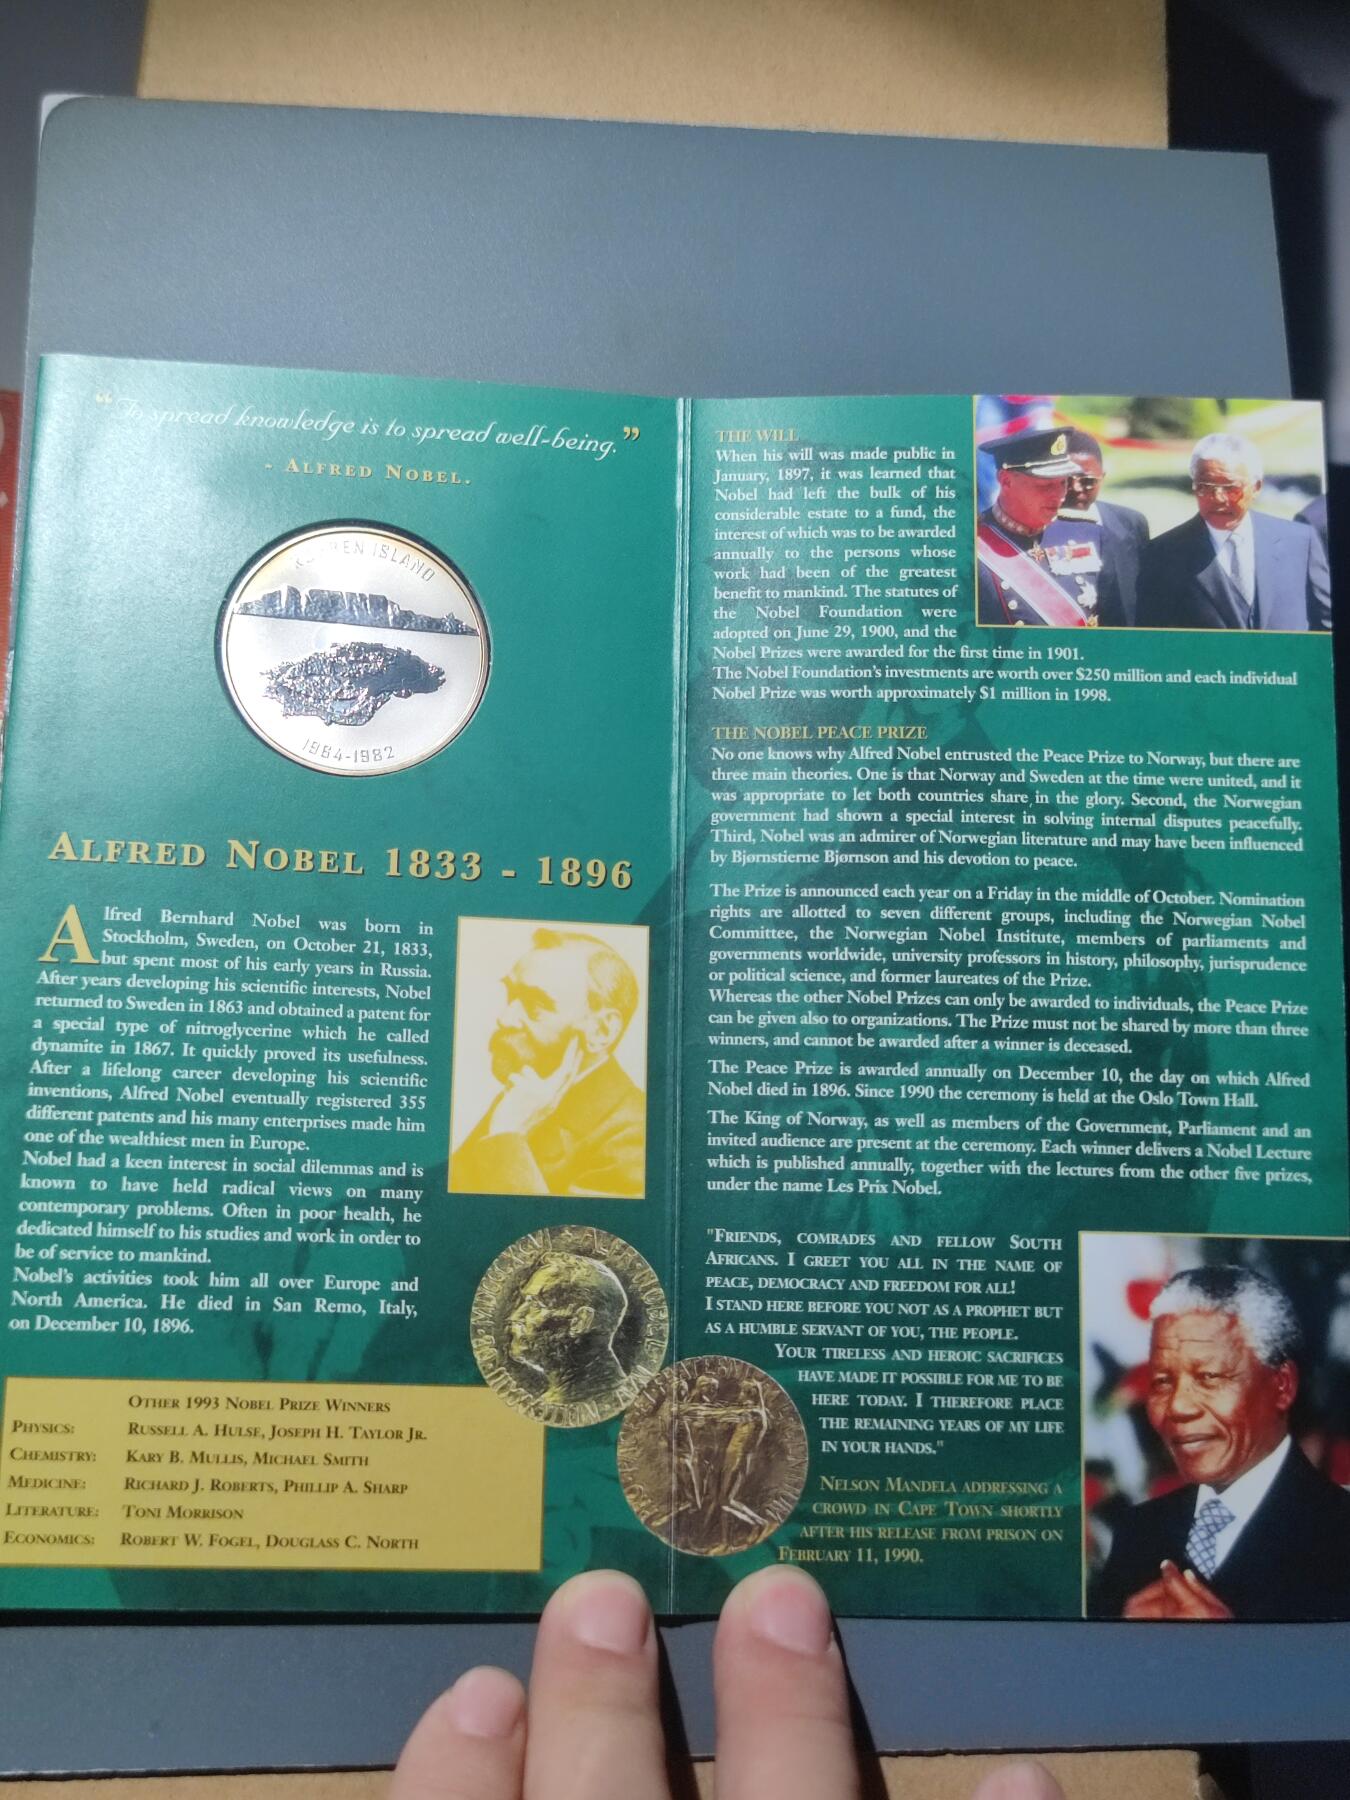 “To spread knowledge is to spread well-being.”
- ALFRED NOBEL.
ROBBEN ISLAND
1964-1982
ALFRED NOBEL 1833 - 1896
Alfred Bernhard Nobel was born in
Stockholm, Sweden, on October 21, 1833,
but spent most of his early years in Russia.
After years developing his scientific interests, Nobel
returned to Sweden in 1863 and obtained a patent for
a special type of nitroglycerine which he called
dynamite in 1867. It quickly proved its usefulness.
After a lifelong career developing his scientific
inventions, Alfred Nobel eventually registered 355
different patents and his many enterprises made him
one of the wealthiest men in Europe.
Nobel had a keen interest in social dilemmas and is
known to have held radical views on many
contemporary problems. Often in poor health, he
dedicated himself to his studies and work in order to
be of service to mankind.
Nobel's activities took him all over Europe and
North America. He died in San Remo, Italy,
on December 10, 1896.
OTHER 1993 NOBEL PRIZE WINNERS
PHYSICS: RUSSELL A. HULSE, JOSEPH H. TAYLOR JR.
CHEMISTRY: KARY B. MULLIS, MICHAEL SMITH
MEDICINE: RICHARD J. ROBERTS, PHILLIP A. SHARP
LITERATURE: TONI MORRISON
ECONOMICS: ROBERT W. FOGEL, DOUGLASS C. NORTH
THE WILL
When his will was made public in
January, 1897, it was learned that
Nobel had left the bulk of his
considerable estate to a fund, the
interest of which was to be awarded
annually to the persons whose
work had been of the greatest
benefit to mankind. The statutes of
the Nobel Foundation were
adopted on June 29, 1900, and the
Nobel Prizes were awarded for the first time in 1901.
The Nobel Foundation's investments are worth over $250 million and each individual
Nobel Prize was worth approximately $1 million in 1998.
THE NOBEL PEACE PRIZE
No one knows why Alfred Nobel entrusted the Peace Prize to Norway, but there are
three main theories. One is that Norway and Sweden at the time were united, and it
was appropriate to let both countries share in the glory. Second, the Norwegian
government had shown a special interest in solving internal disputes peacefully.
Third, Nobel was an admirer of Norwegian literature and may have been influenced
by Bjørnstierne Bjørnson and his devotion to peace.
The Prize is announced each year on a Friday in the middle of October. Nomination
rights are allotted to seven different groups, including the Norwegian Nobel
Committee, the Norwegian Nobel Institute, members of parliaments and
governments worldwide, university professors in history, philosophy, jurisprudence
or political science, and former laureates of the Prize.
Whereas the other Nobel Prizes can only be awarded to individuals, the Peace Prize
can be given also to organizations. The Prize must not be shared by more than three
winners, and cannot be awarded after a winner is deceased.
The Peace Prize is awarded annually on December 10, the day on which Alfred
Nobel died in 1896. Since 1990 the ceremony is held at the Oslo Town Hall.
The King of Norway, as well as members of the Government, Parliament and an
invited audience are present at the ceremony. Each winner delivers a Nobel Lecture
which is published annually, together with the lectures from the other five prizes,
under the name Les Prix Nobel.
"FRIENDS, COMRADES AND FELLOW SOUTH
AFRICANS. I GREET YOU ALL IN THE NAME OF
PEACE, DEMOCRACY AND FREEDOM FOR ALL!
I STAND HERE BEFORE YOU NOT AS A PROPHET BUT
AS A HUMBLE SERVANT OF YOU, THE PEOPLE.
YOUR TIRELESS AND HEROIC SACRIFICES
HAVE MADE IT POSSIBLE FOR ME TO BE
HERE TODAY. I THEREFORE PLACE
THE REMAINING YEARS OF MY LIFE
IN YOUR HANDS."
NELSON MANDELA ADDRESSING A
CROWD IN CAPE TOWN SHORTLY
AFTER HIS RELEASE FROM PRISON ON
FEBRUARY 11, 1990.